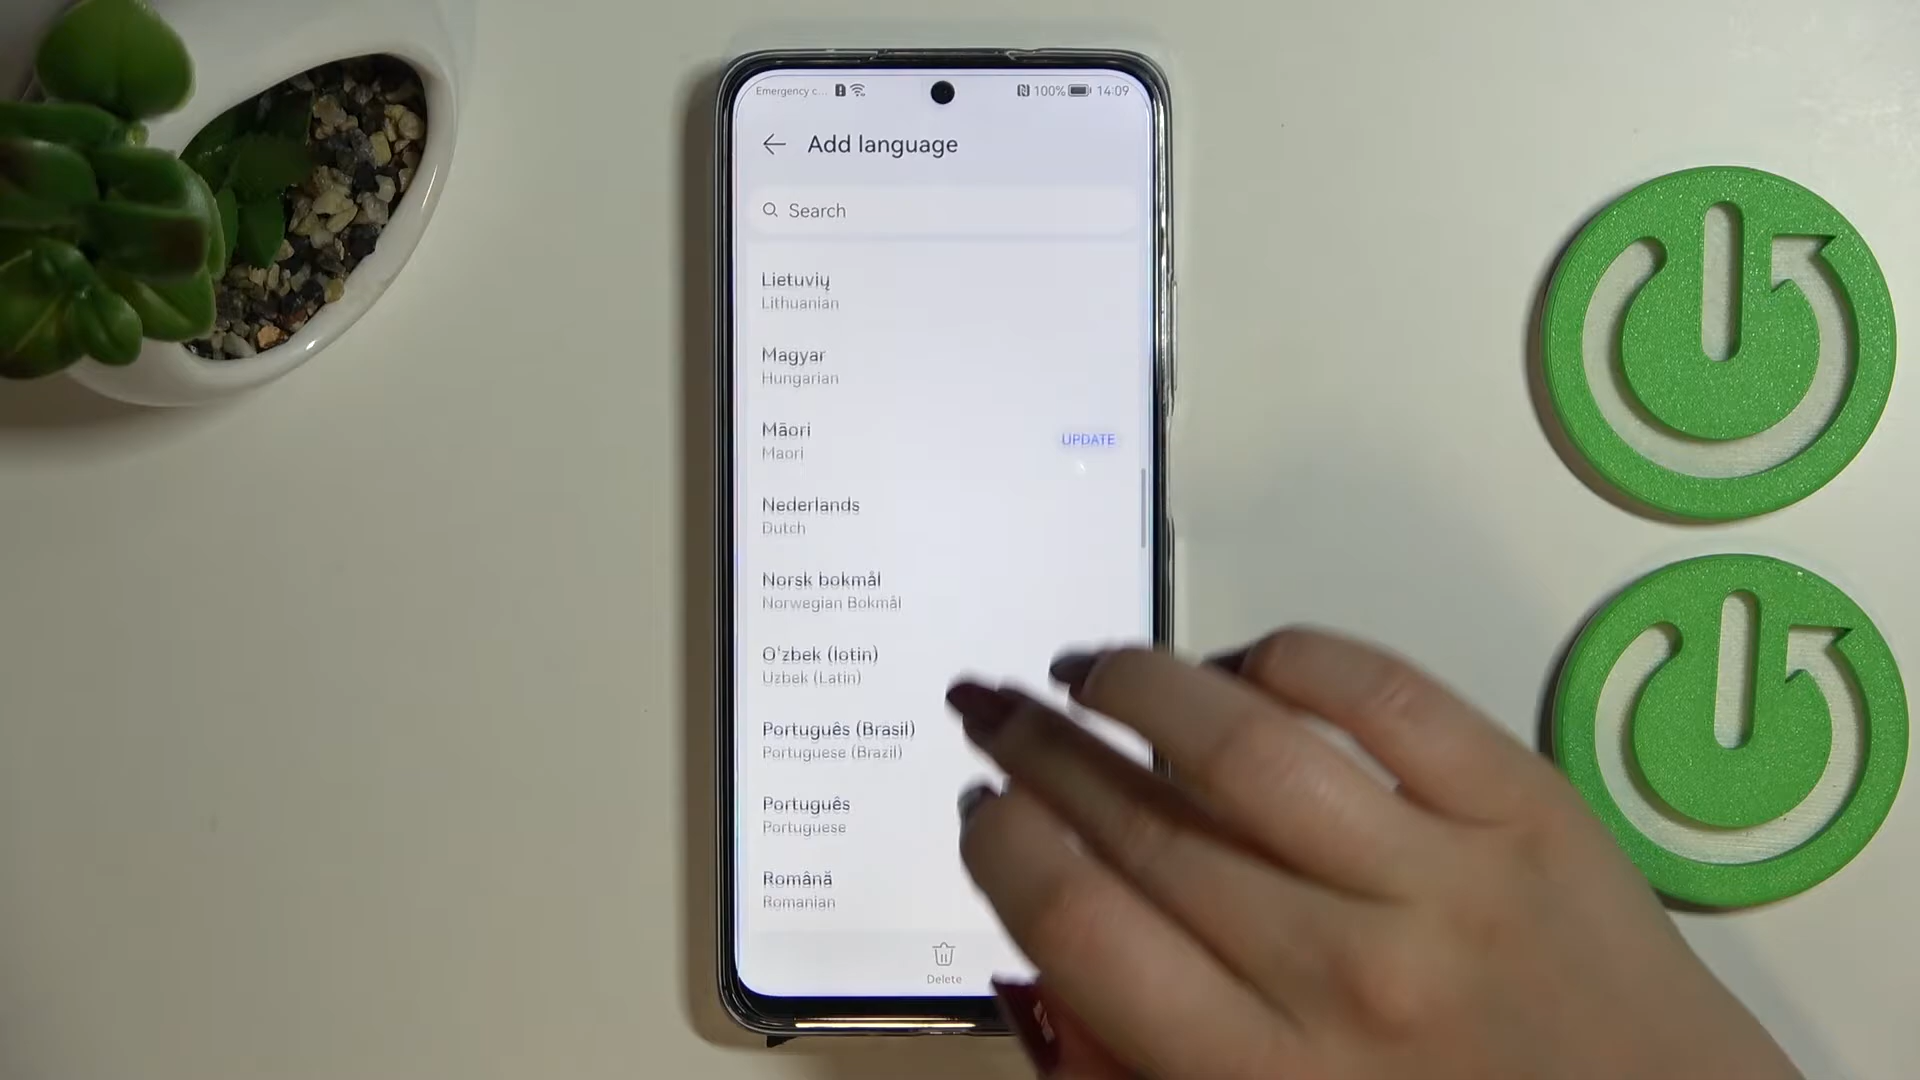 Emergency c... 100% 14:09
Add language
Search
Lietuvių
Lithuanian
Magyar
Hungarian
Māori
Maori
UPDATE
Nederlands
Dutch
Norsk bokmål
Norwegian Bokmål
O'zbek (lotin)
Uzbek (Latin)
Português (Brasil)
Portuguese (Brazil)
Português
Portuguese
Română
Romanian
Delete